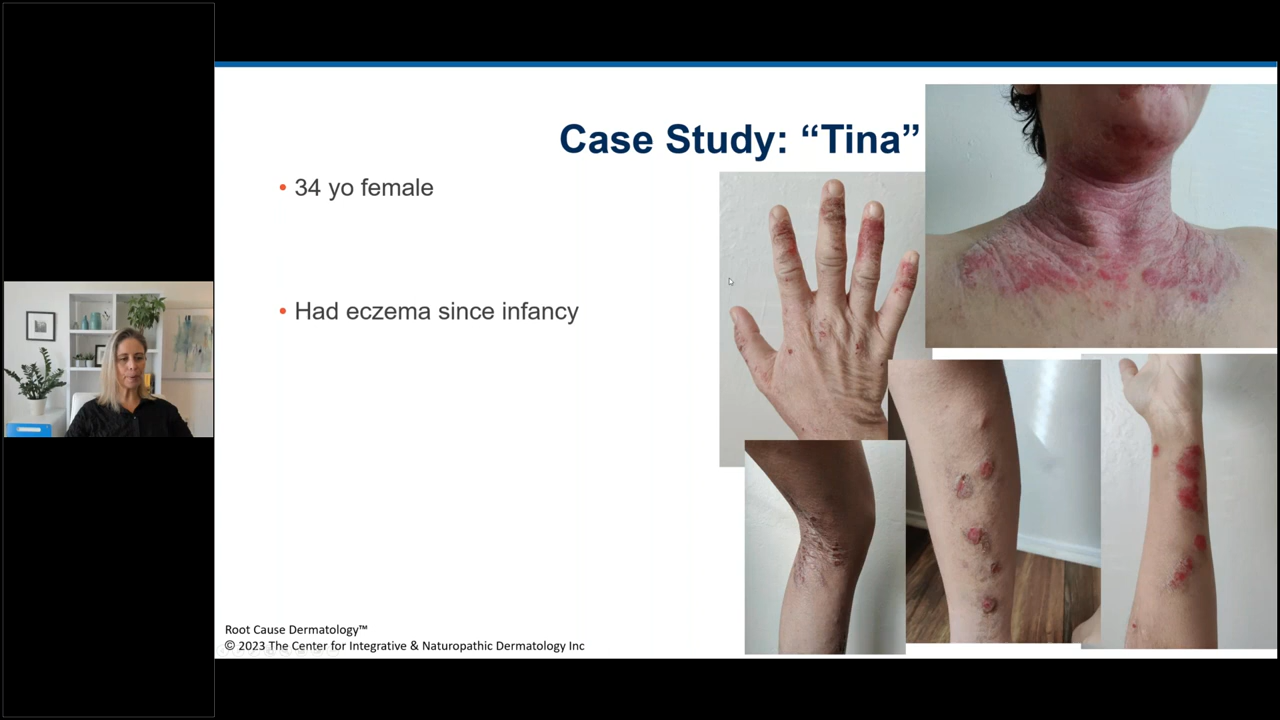 Case Study: “Tina”
• 34 yo female
• Had eczema since infancy
Root Cause Dermatology™
© 2023 The Center for Integrative & Naturopathic Dermatology Inc